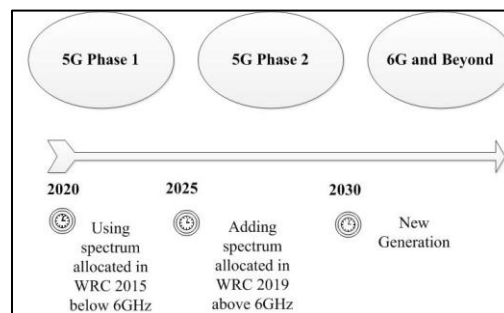 5G Phase 1
5G Phase 2
6G and Beyond
2020
2025
2030
Using
spectrum
allocated in
WRC 2015
below 6GHz
Adding
spectrum
allocated in
WRC 2019
above 6GHz
New
Generation